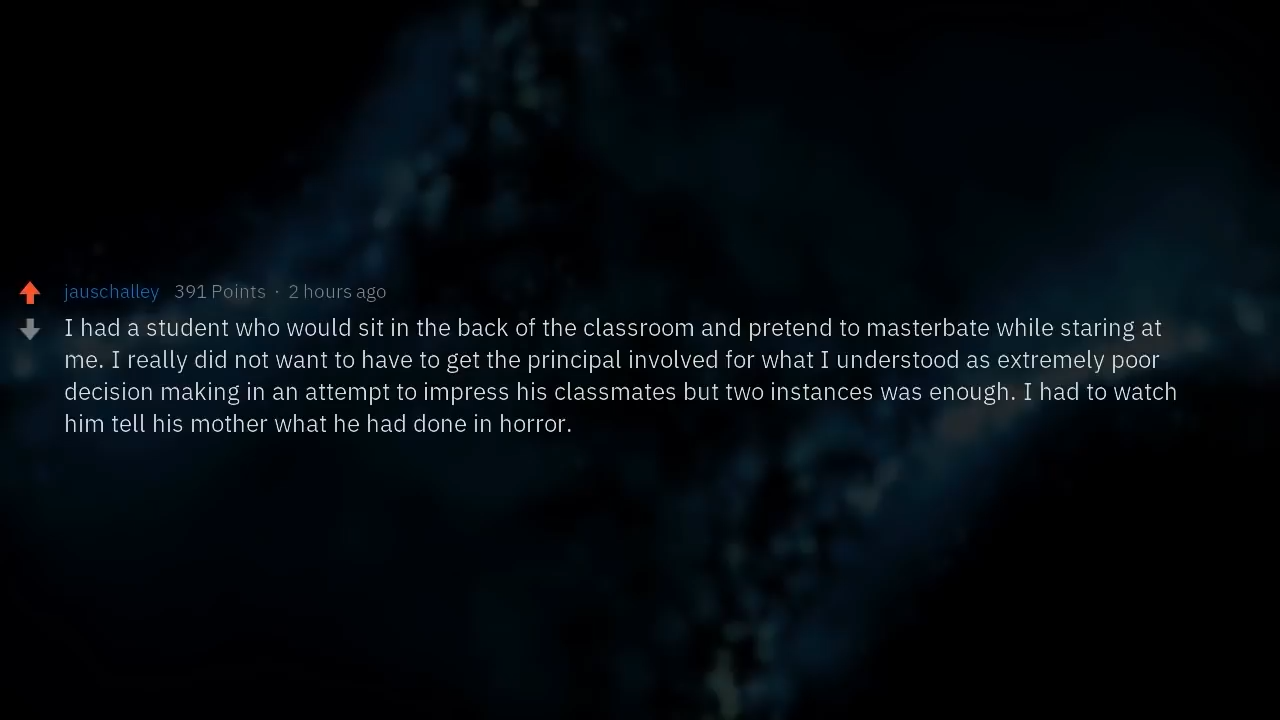 jauschalley 391 Points · 2 hours ago
I had a student who would sit in the back of the classroom and pretend to masterbate while staring at
me. I really did not want to have to get the principal involved for what I understood as extremely poor
decision making in an attempt to impress his classmates but two instances was enough. I had to watch
him tell his mother what he had done in horror.